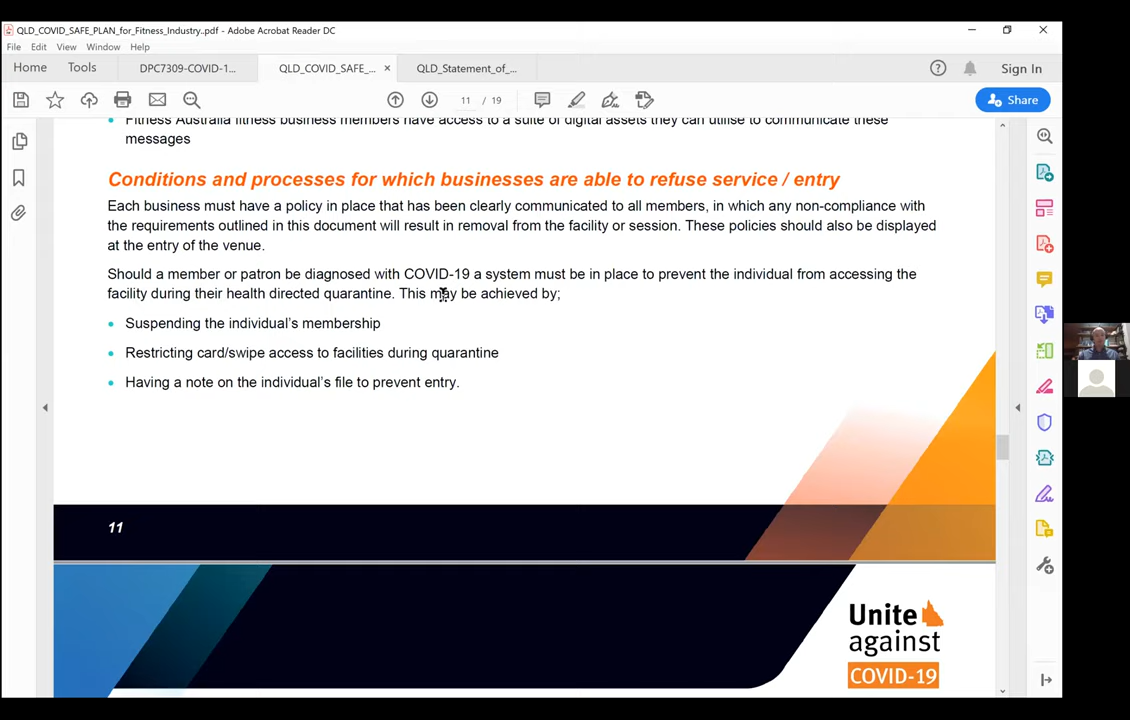 QLD_COVID_SAFE_PLAN_for_Fitness_Industry..pdf - Adobe Acrobat Reader DC
File Edit View Window Help
Home Tools DPC7309-COVID-1... QLD_COVID_SAFE_... × QLD_Statement_of_... Sign In
11 / 19 Share
Fitness Australia fitness business members have access to a suite of digital assets they can utilise to communicate these
messages
Conditions and processes for which businesses are able to refuse service / entry
Each business must have a policy in place that has been clearly communicated to all members, in which any non-compliance with
the requirements outlined in this document will result in removal from the facility or session. These policies should also be displayed
at the entry of the venue.
Should a member or patron be diagnosed with COVID-19 a system must be in place to prevent the individual from accessing the
facility during their health directed quarantine. This may be achieved by;
• Suspending the individual's membership
• Restricting card/swipe access to facilities during quarantine
• Having a note on the individual's file to prevent entry.
11
Unite
against
COVID-19